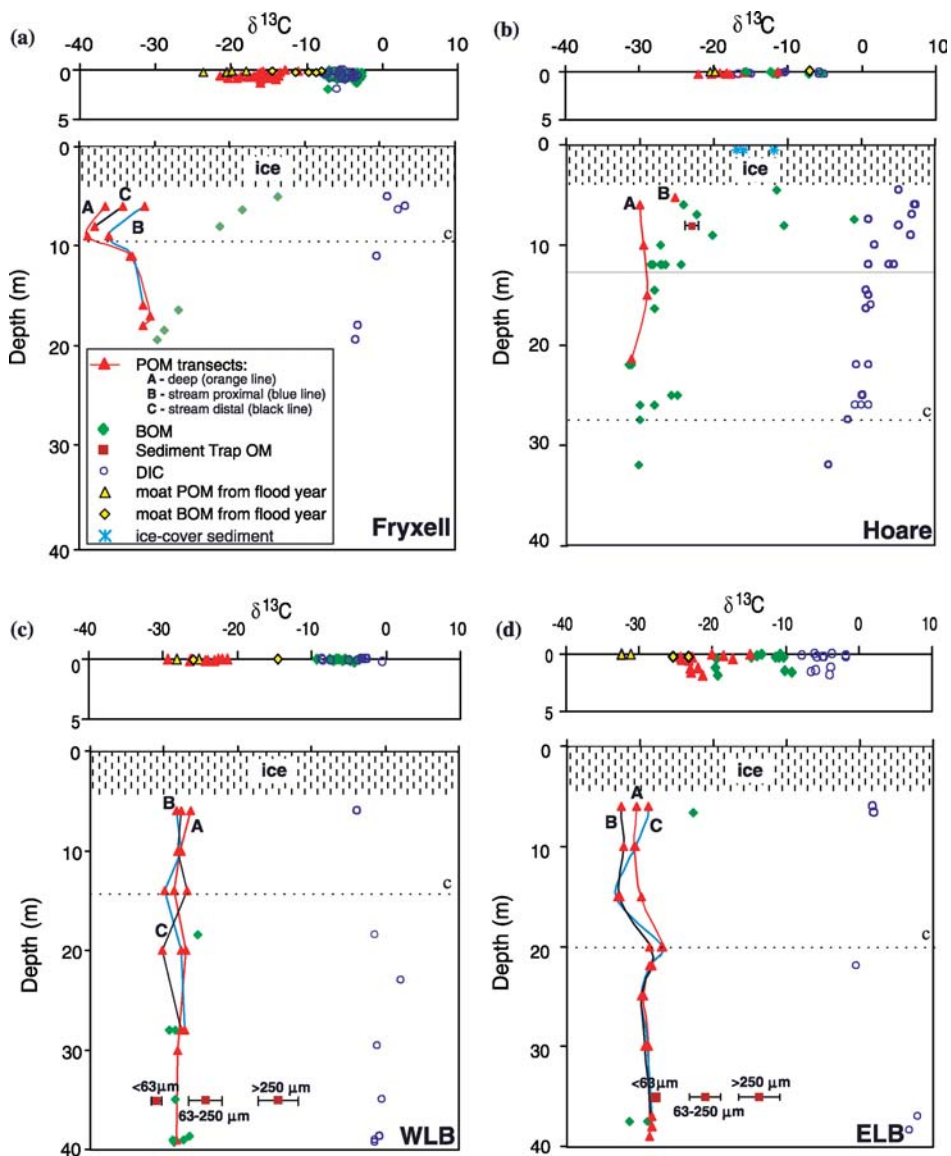 (a)
δ¹³C
-40 -30 -20 -10 0 10
0
5
0
10
20
30
40
Depth (m)
ice
A
C
B
c
POM transects:
A - deep (orange line)
B - stream proximal (blue line)
C - stream distal (black line)
BOM
Sediment Trap OM
DIC
moat POM from flood year
moat BOM from flood year
ice-cover sediment
Fryxell
(b)
δ¹³C
-40 -30 -20 -10 0 10
0
5
0
10
20
30
40
Depth (m)
ice
A
B
c
Hoare
(c)
δ¹³C
-40 -30 -20 -10 0 10
0
5
0
10
20
30
40
Depth (m)
ice
B
A
c
C
<63μm
63-250 μm
>250 μm
WLB
(d)
δ¹³C
-40 -30 -20 -10 0 10
0
5
0
10
20
30
40
Depth (m)
ice
A
B
C
c
<63μm
63-250 μm
>250 μm
ELB